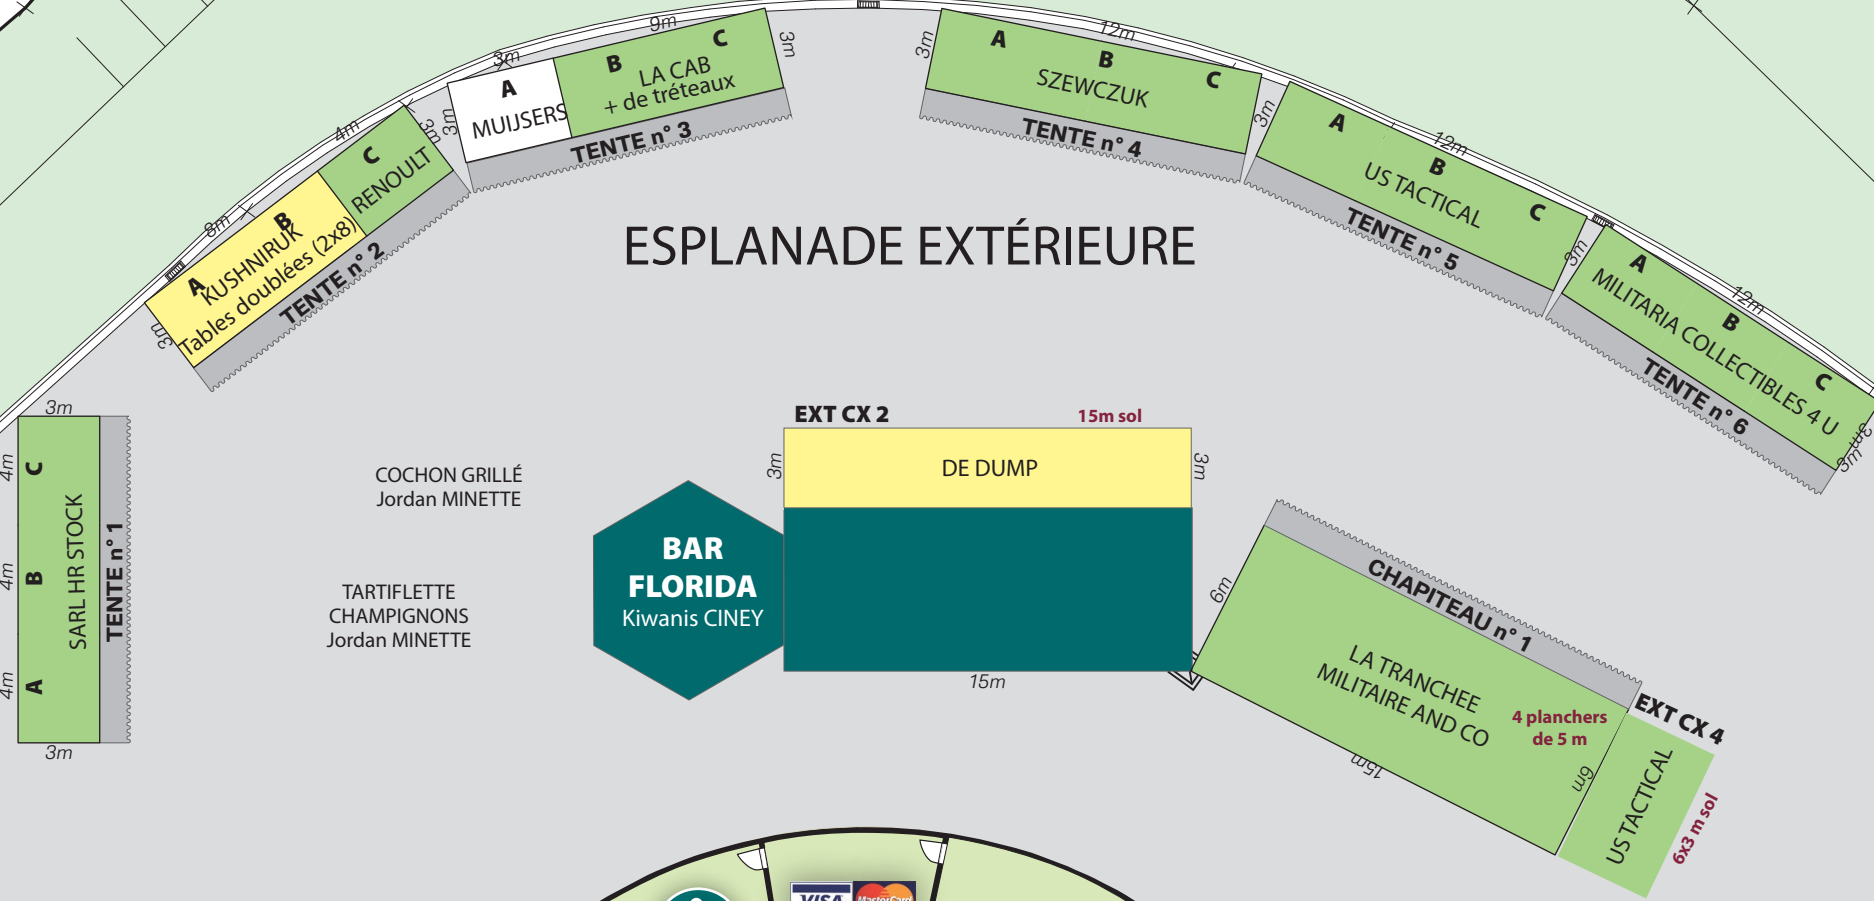 9m
12m
3m
3m
3m
A
B
C
LA CAB
+ de tréteaux
A
MUIJSERS
3m
TENTE n° 3
A
B
C
SZEWCZUK
TENTE n° 4
3m
12m
A
B
C
US TACTICAL
TENTE n° 5
3m
12m
A
B
C
MILITARIA COLLECTIBLES 4 U
TENTE n° 6
3m
3m
4m
3m
C
RENOULT
8m
B
A
KUSHNIRUK
Tables doublées (2x8)
TENTE n° 2
3m
ESPLANADE EXTÉRIEURE
3m
4m
C
4m
B
4m
A
SARL HR STOCK
TENTE n° 1
3m
COCHON GRILLÉ
Jordan MINETTE
TARTIFLETTE
CHAMPIGNONS
Jordan MINETTE
EXT CX 2
15m sol
3m
DE DUMP
3m
BAR
FLORIDA
Kiwanis CINEY
15m
6m
CHAPITEAU n° 1
LA TRANCHEE
MILITAIRE AND CO
4 planchers
de 5 m
15m
6m
EXT CX 4
US TACTICAL
6x3 m sol
VISA
MasterCard